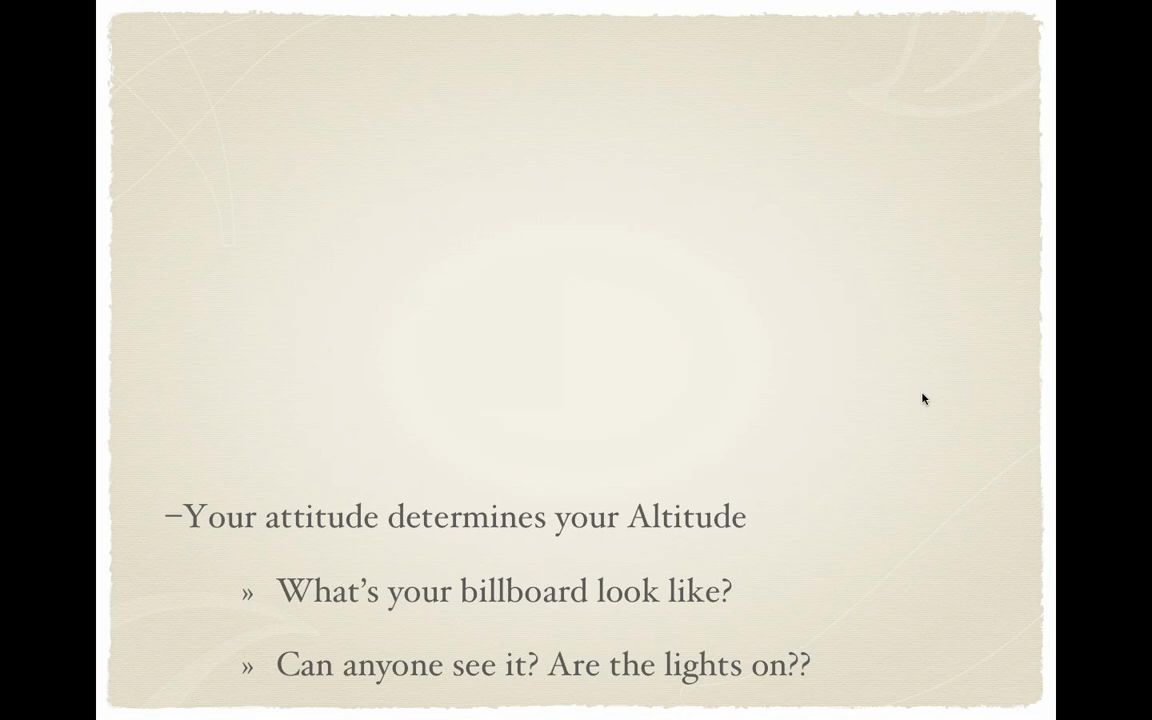 –Your attitude determines your Altitude
» What’s your billboard look like?
» Can anyone see it? Are the lights on??